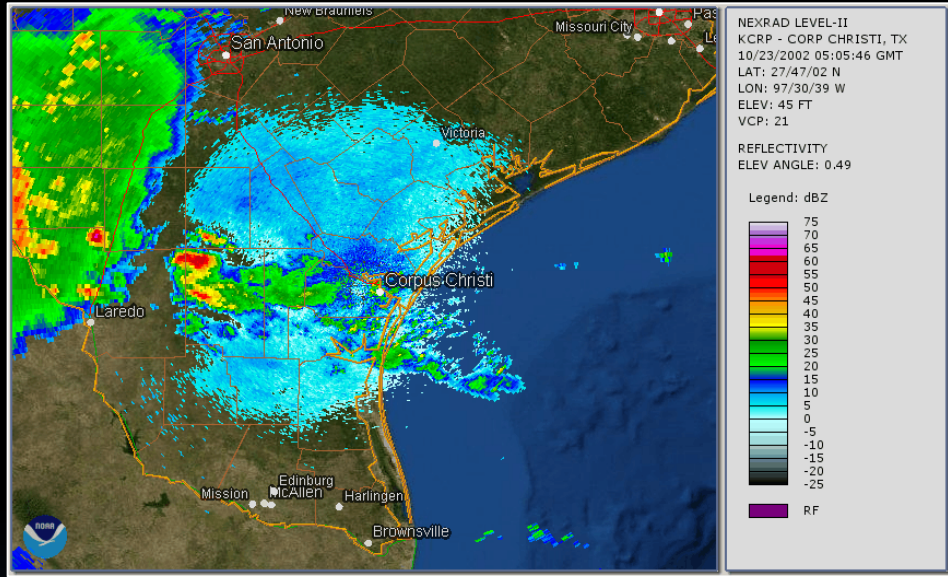 New Braunfels
Missouri City
San Antonio
Victoria
Corpus Christi
Laredo
Edinburg
Mission
McAllen
Harlingen
Brownsville
NOAA
NEXRAD LEVEL-II
KCRP - CORP CHRISTI, TX
10/23/2002 05:05:46 GMT
LAT: 27/47/02 N
LON: 97/30/39 W
ELEV: 45 FT
VCP: 21
REFLECTIVITY
ELEV ANGLE: 0.49
Legend: dBZ
75
70
65
60
55
50
45
40
35
30
25
20
15
10
5
0
-5
-10
-15
-20
-25
RF